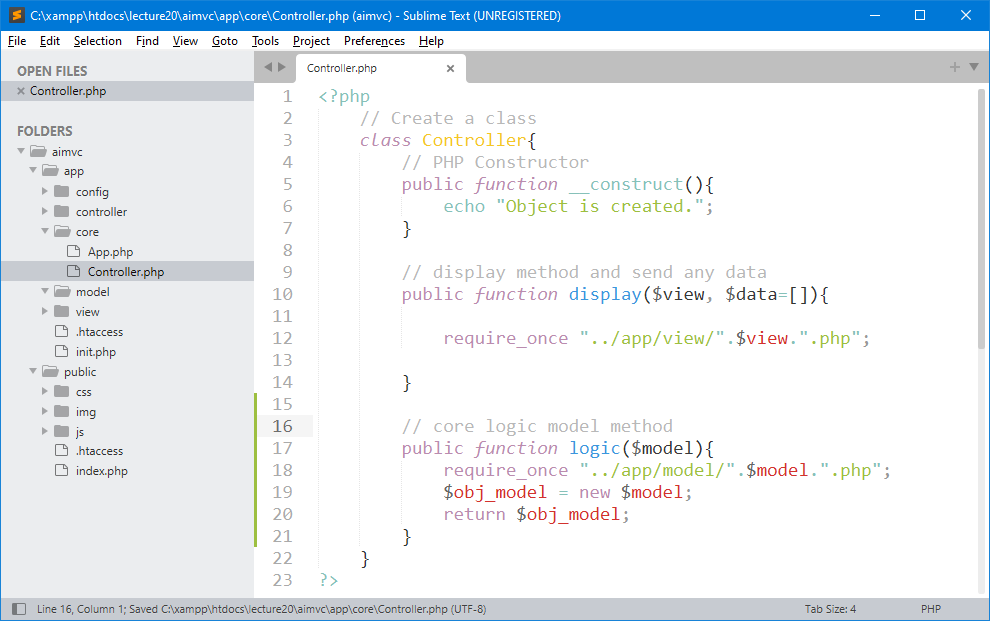 C:\xampp\htdocs\lecture20\aimvc\app\core\Controller.php (aimvc) - Sublime Text (UNREGISTERED)
File Edit Selection Find View Goto Tools Project Preferences Help
OPEN FILES
Controller.php
FOLDERS
aimvc
app
config
controller
core
App.php
Controller.php
model
view
.htaccess
init.php
public
css
img
js
.htaccess
index.php
Controller.php
1 <?php
2 // Create a class
3 class Controller{
4 // PHP Constructor
5 public function __construct(){
6 echo "Object is created.";
7 }
8
9 // display method and send any data
10 public function display($view, $data=[]){
11
12 require_once "../app/view/".$view.".php";
13
14 }
15
16 // core logic model method
17 public function logic($model){
18 require_once "../app/model/".$model.".php";
19 $obj_model = new $model;
20 return $obj_model;
21 }
22 }
23 ?>
Line 16, Column 1; Saved C:\xampp\htdocs\lecture20\aimvc\app\core\Controller.php (UTF-8) Tab Size: 4 PHP